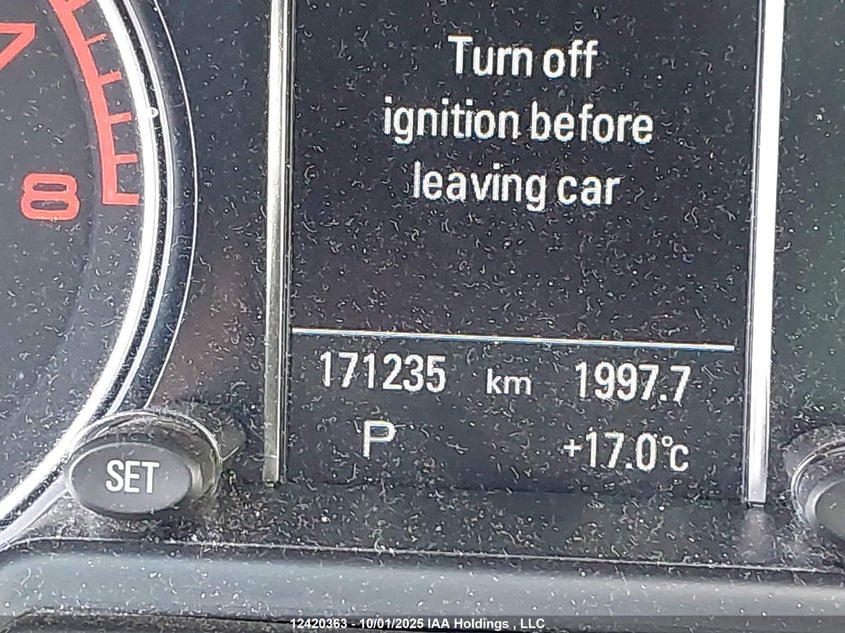 7
8
Turn off
ignition before
leaving car
171235 km 1997.7
P +17.0°c
SET
12420363 - 10/01/2025 IAA Holdings , LLC